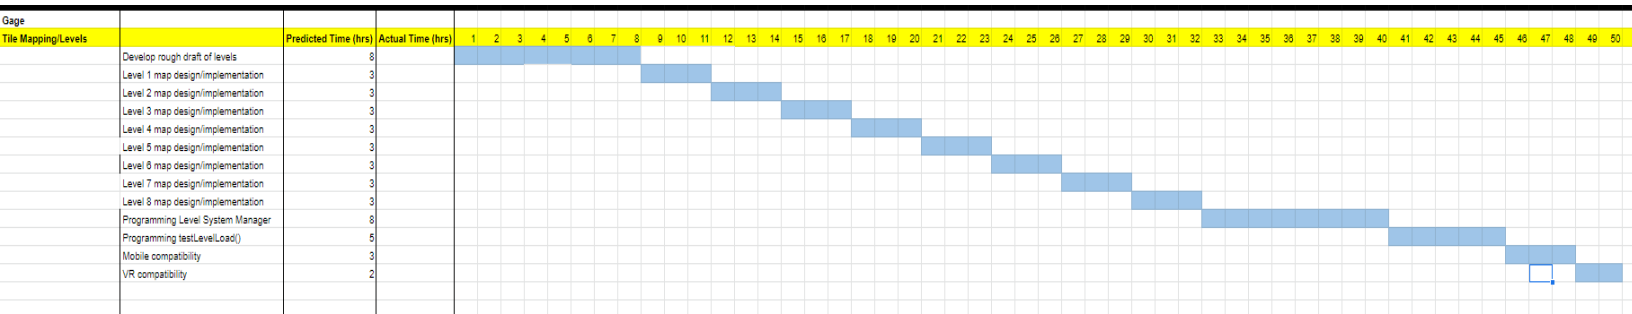 Gage
Tile Mapping/Levels Predicted Time (hrs) Actual Time (hrs) 1 2 3 4 5 6 7 8 9 10 11 12 13 14 15 16 17 18 19 20 21 22 23 24 25 26 27 28 29 30 31 32 33 34 35 36 37 38 39 40 41 42 43 44 45 46 47 48 49 50
Develop rough draft of levels 8
Level 1 map design/implementation 3
Level 2 map design/implementation 3
Level 3 map design/implementation 3
Level 4 map design/implementation 3
Level 5 map design/implementation 3
Level 6 map design/implementation 3
Level 7 map design/implementation 3
Level 8 map design/implementation 3
Programming Level System Manager 8
Programming testLevelLoad() 5
Mobile compatibility 3
VR compatibility 2